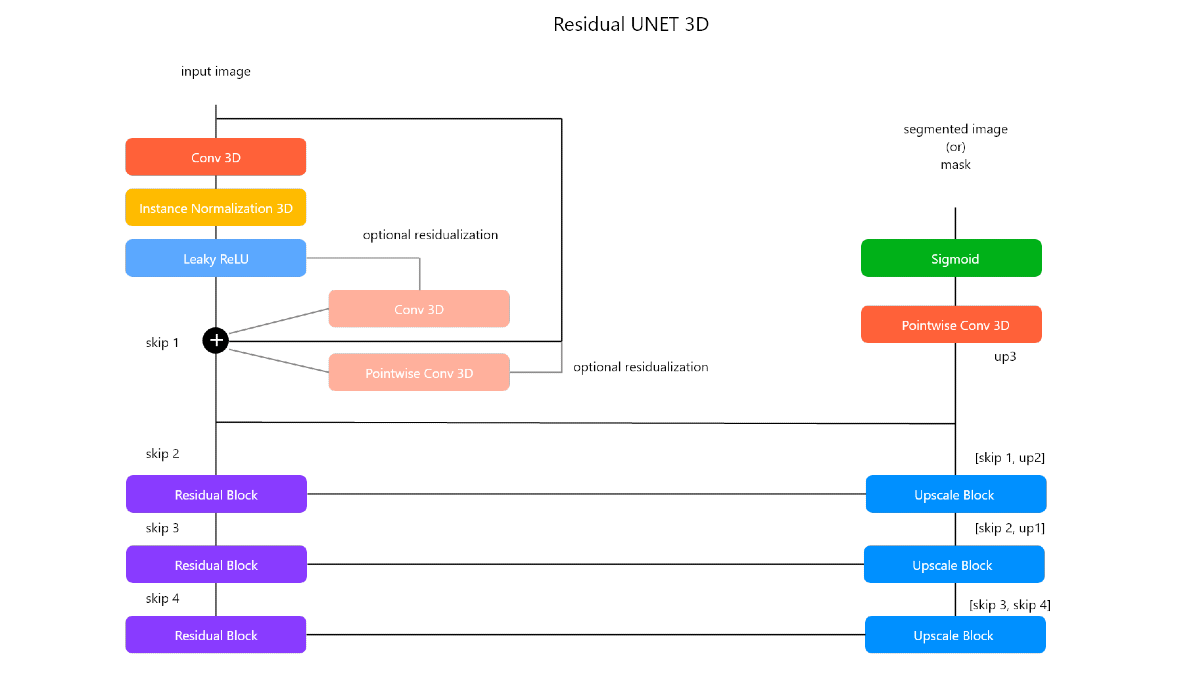 Residual UNET 3D
input image
Conv 3D
Instance Normalization 3D
Leaky ReLU
optional residualization
Conv 3D
skip 1
Pointwise Conv 3D
optional residualization
skip 2
Residual Block
skip 3
Residual Block
skip 4
Residual Block
segmented image
(or)
mask
Sigmoid
Pointwise Conv 3D
up3
[skip 1, up2]
Upscale Block
[skip 2, up1]
Upscale Block
[skip 3, skip 4]
Upscale Block